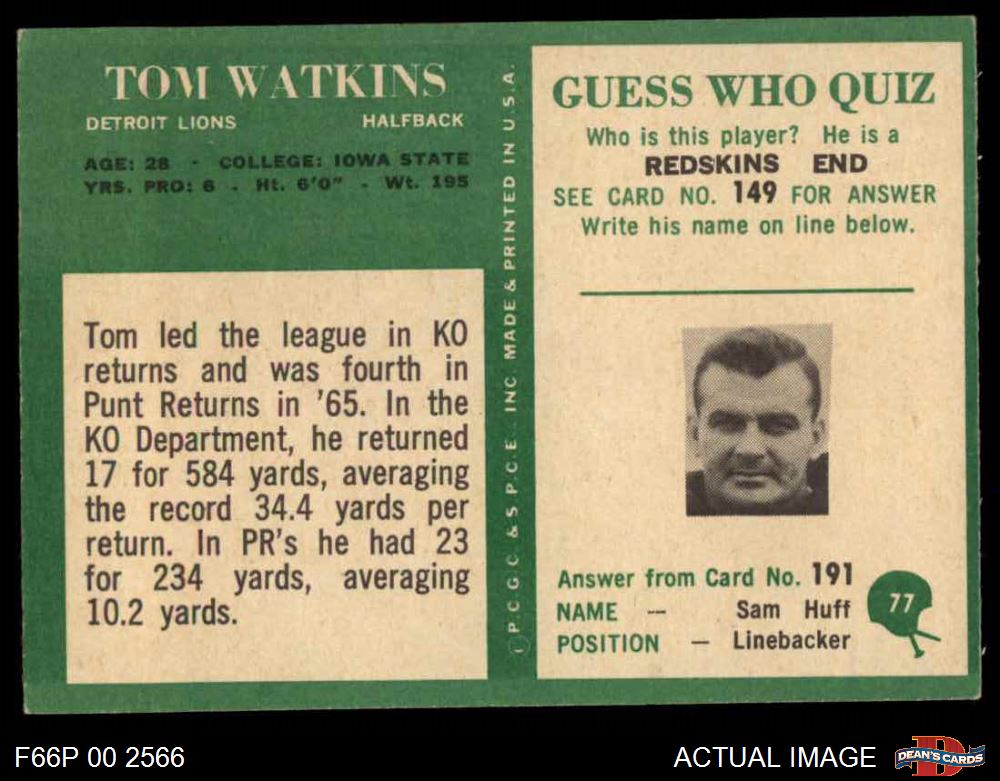 TOM WATKINS
DETROIT LIONS HALFBACK
AGE: 28 - COLLEGE: IOWA STATE
YRS. PRO: 6 - Ht. 6'0" - Wt. 195
Tom led the league in KO
returns and was fourth in
Punt Returns in '65. In the
KO Department, he returned
17 for 584 yards, averaging
the record 34.4 yards per
return. In PR's he had 23
for 234 yards, averaging
10.2 yards.
© P.C.G.C. & S.P.C.E. INC. MADE & PRINTED IN U.S.A.
GUESS WHO QUIZ
Who is this player? He is a
REDSKINS END
SEE CARD NO. 149 FOR ANSWER
Write his name on line below.
Answer from Card No. 191
NAME — Sam Huff
POSITION — Linebacker
77
F66P 00 2566
ACTUAL IMAGE
D
DEAN'S CARDS